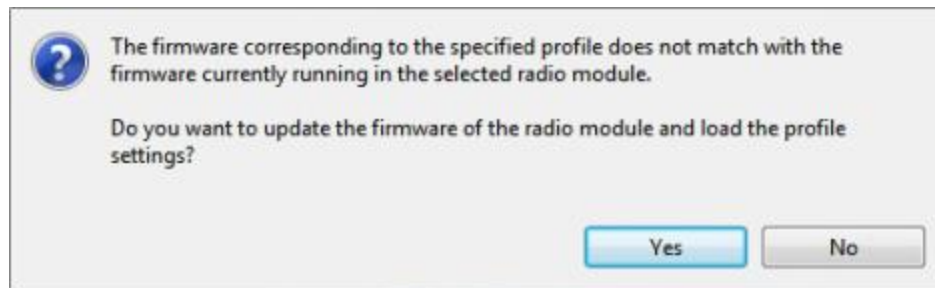 The firmware corresponding to the specified profile does not match with the
firmware currently running in the selected radio module.
Do you want to update the firmware of the radio module and load the profile
settings?
Yes
No